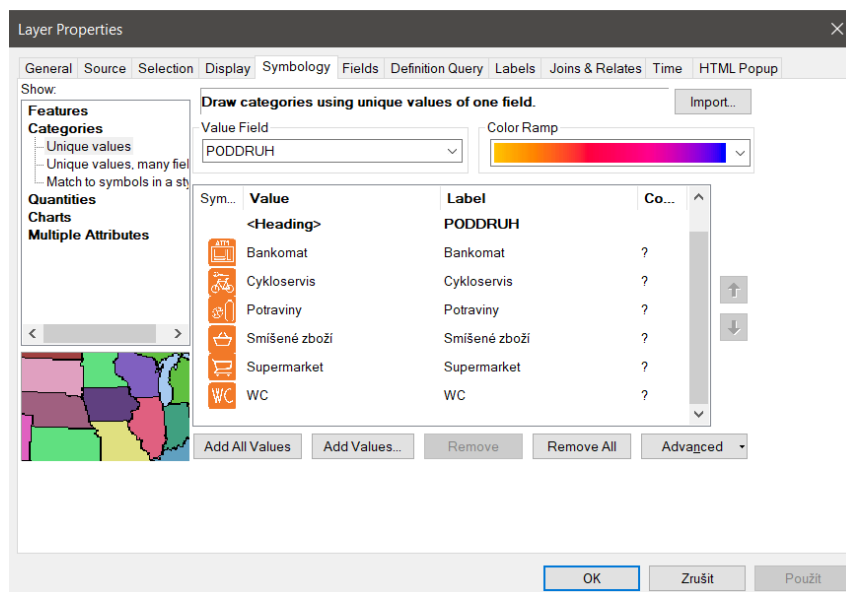 Layer Properties
General Source Selection Display Symbology Fields Definition Query Labels Joins & Relates Time HTML Popup
Show:
Features
Categories
Unique values
Unique values, many fiel
Match to symbols in a sty
Quantities
Charts
Multiple Attributes
Draw categories using unique values of one field.
Import...
Value Field
PODDRUH
Color Ramp
Sym... Value Label Co...
<Heading> PODDRUH
ATM Bankomat Bankomat ?
Cykloservis Cykloservis ?
Potraviny Potraviny ?
Smíšené zboží Smíšené zboží ?
Supermarket Supermarket ?
WC WC WC ?
Add All Values Add Values... Remove Remove All Advanced
OK Zrušit Použít